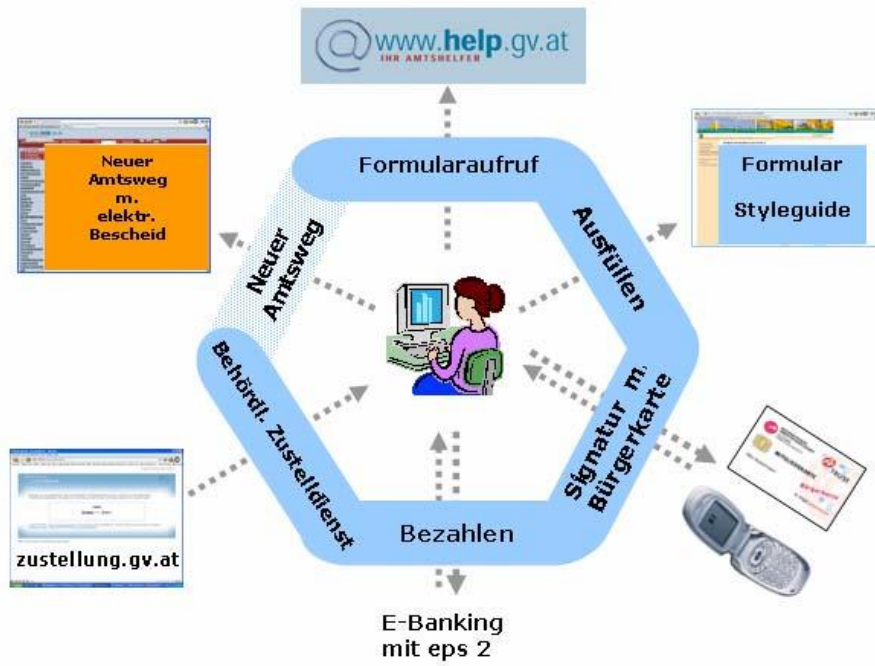 www.help.gv.at
IHR AMTSHELFER
Formularaufruf
Neuer
Amtsweg
m.
elektr.
Bescheid
Formular
Styleguide
Ausfüllen
Neuer
Amtsweg
Behördl. Zustelldienst
Signatur m.
Bürgerkarte
Bezahlen
zustellung.gv.at
E-Banking
mit eps 2